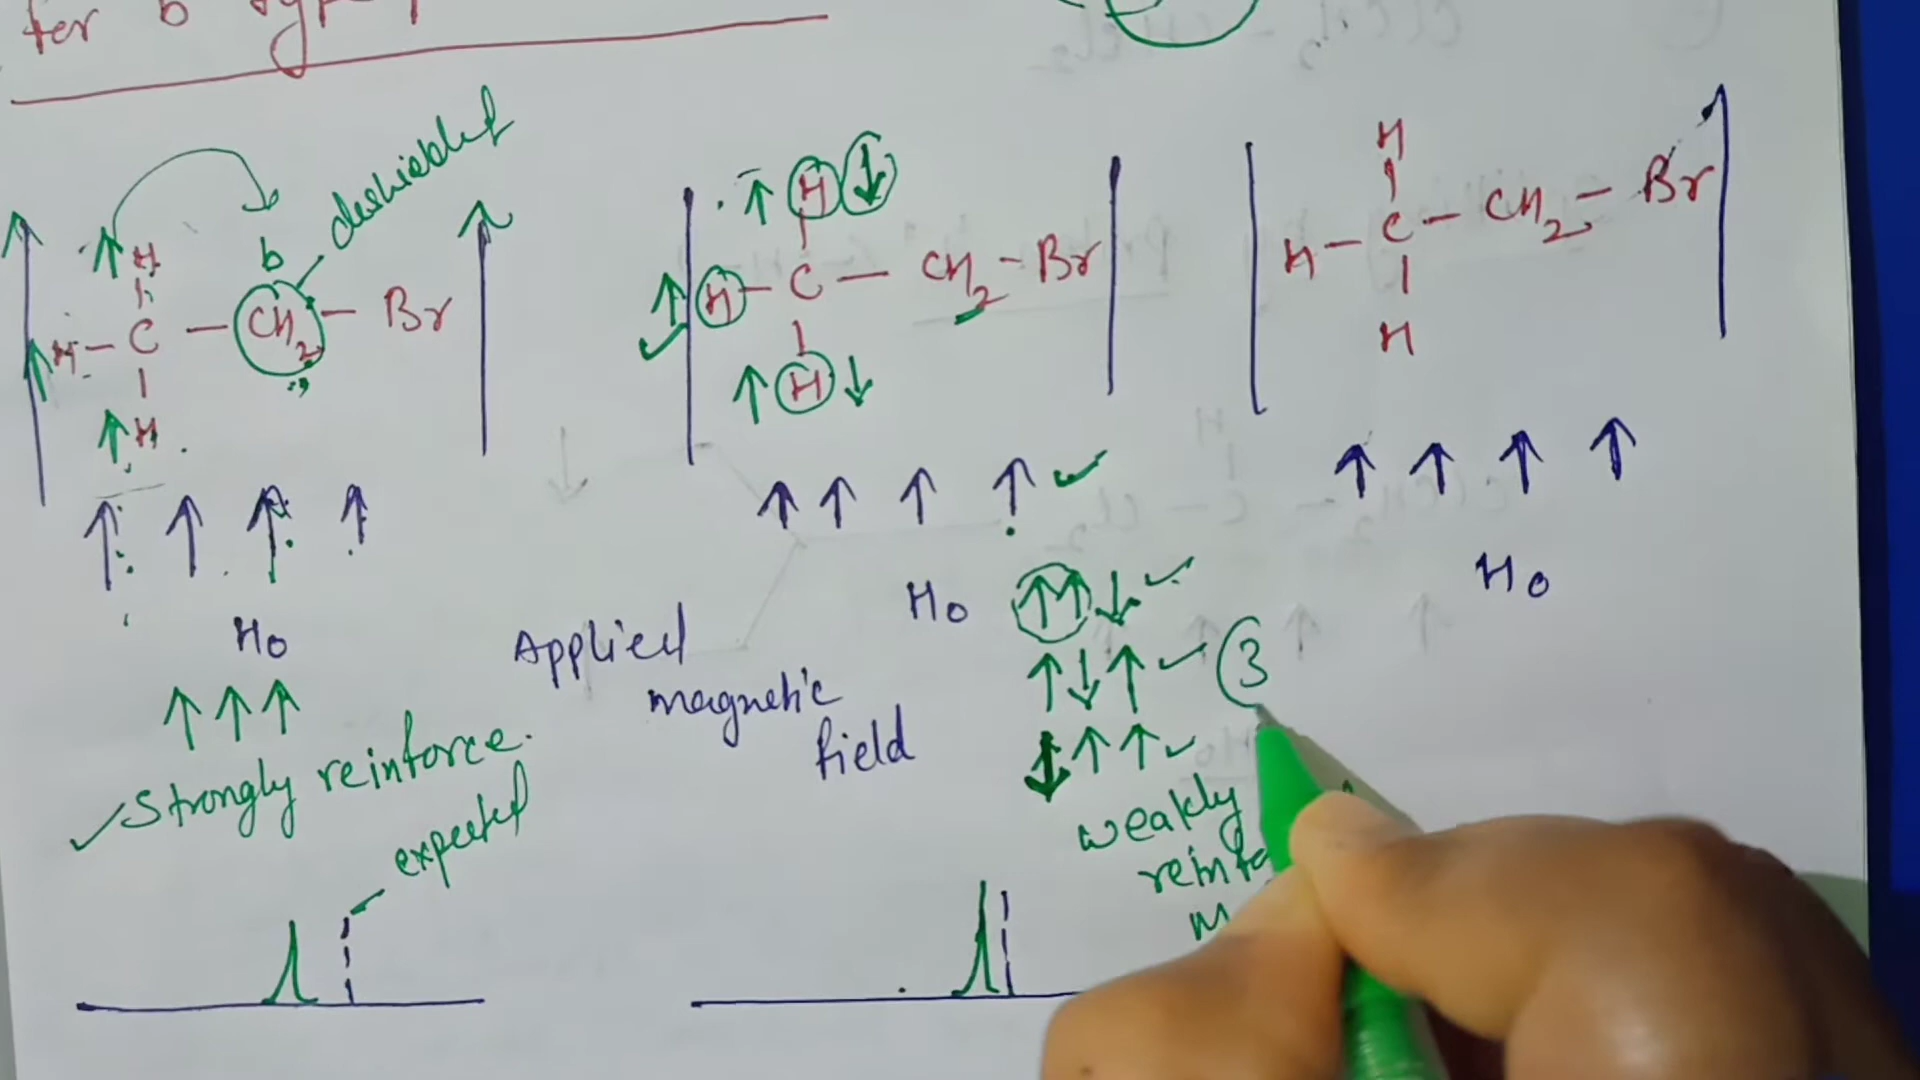 for b
deshielded
b
H
H - C - CH2 - Br
H
↑ ↑ ↑ ↑
Ho
↑↑↑
✓ Strongly reinforce.
expected
Applied
magnetic
field
↑ H ↓
↑ H - C - CH2 - Br
✓
↑ H ↓
↑ ↑ ↑ ↑ ✓
Ho
↑↑↓ ✓
↑↓↑ ✓ 3
↓↑↑ ✓
weakly
H
H - C - CH2 - Br
H
↑ ↑ ↑ ↑
Ho